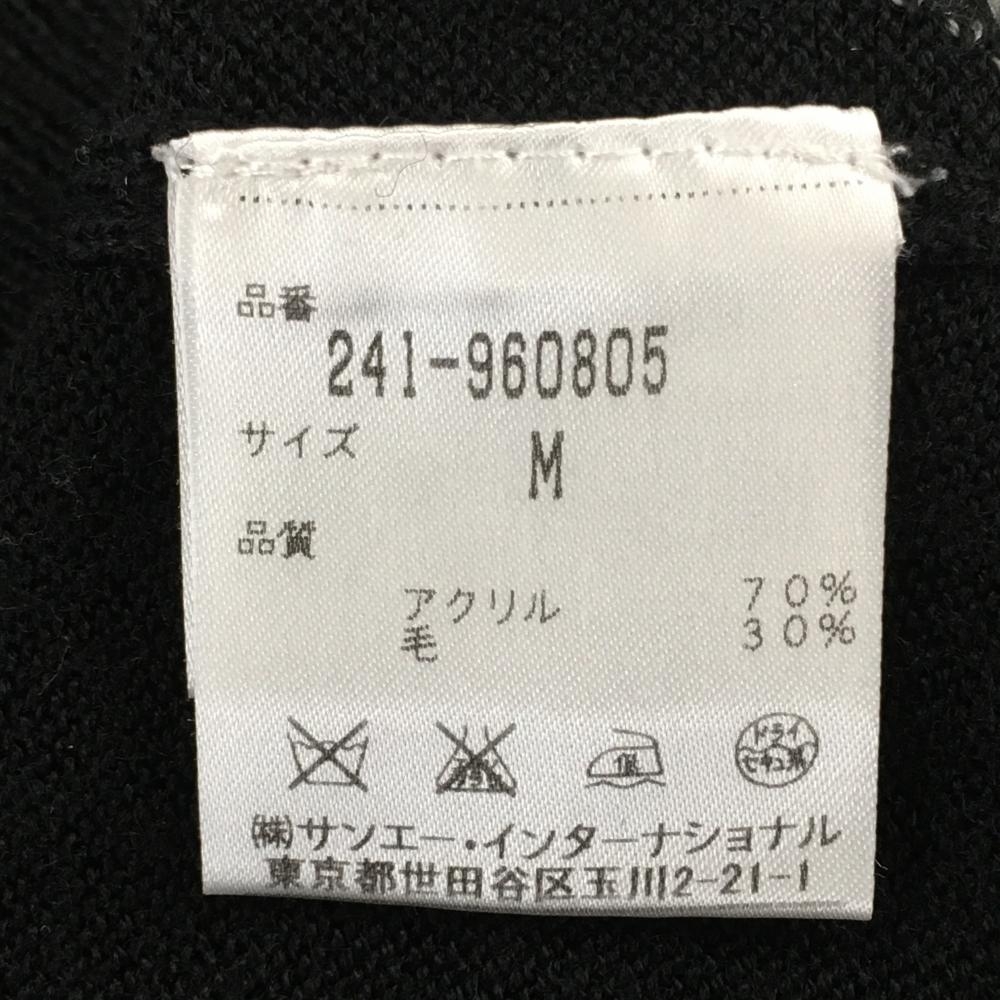 品番
241-960805
サイズ M
品質
アクリル 70%
毛 30%
低 ドライ セキユ系
㈱サンエー・インターナショナル
東京都世田谷区玉川2-21-1